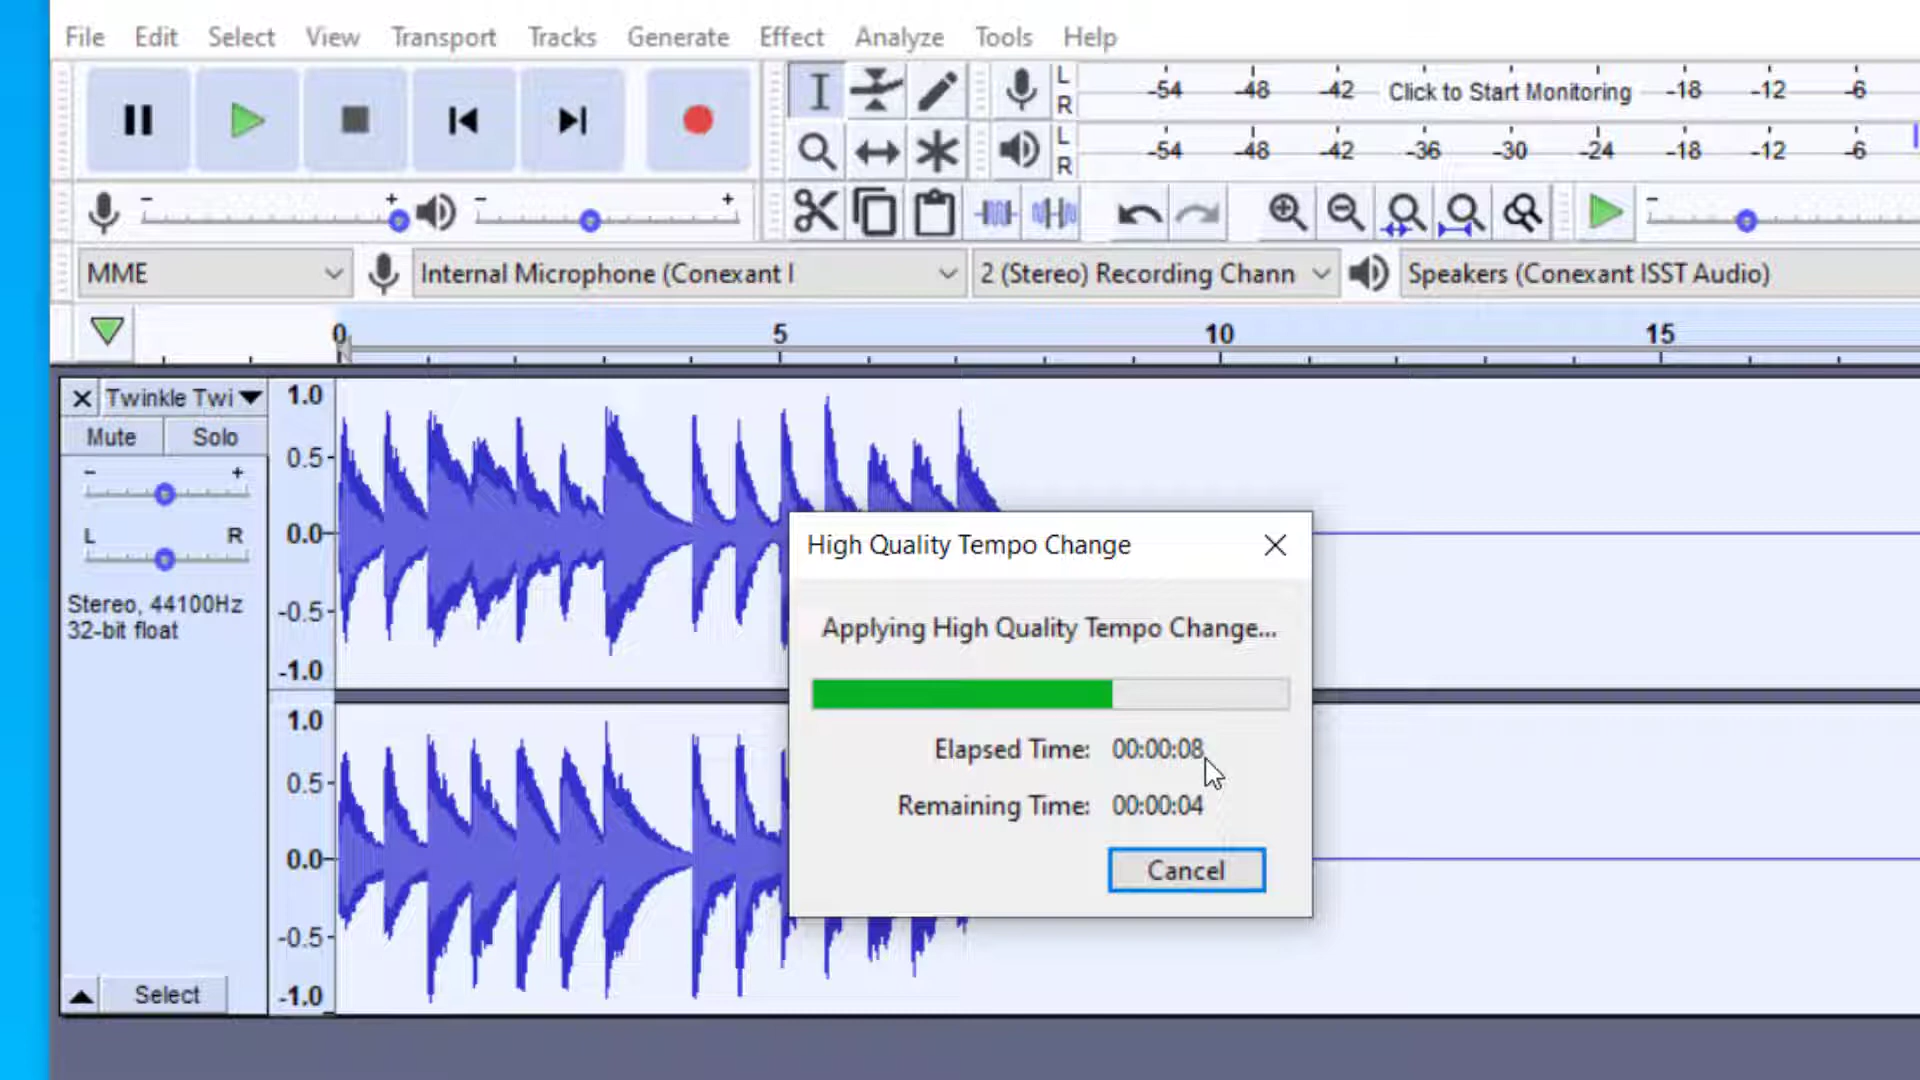 File Edit Select View Transport Tracks Generate Effect Analyze Tools Help
L
R
-54 -48 -42 Click to Start Monitoring -18 -12 -6
L
R
-54 -48 -42 -36 -30 -24 -18 -12 -6
- + - + -
MME Internal Microphone (Conexant I 2 (Stereo) Recording Chann Speakers (Conexant ISST Audio)
0 5 10 15
Twinkle Twi
Mute Solo
- +
L R
Stereo, 44100Hz
32-bit float
Select
1.0
0.5
0.0
-0.5
-1.0
1.0
0.5
0.0
-0.5
-1.0
High Quality Tempo Change
Applying High Quality Tempo Change...
Elapsed Time: 00:00:08
Remaining Time: 00:00:04
Cancel